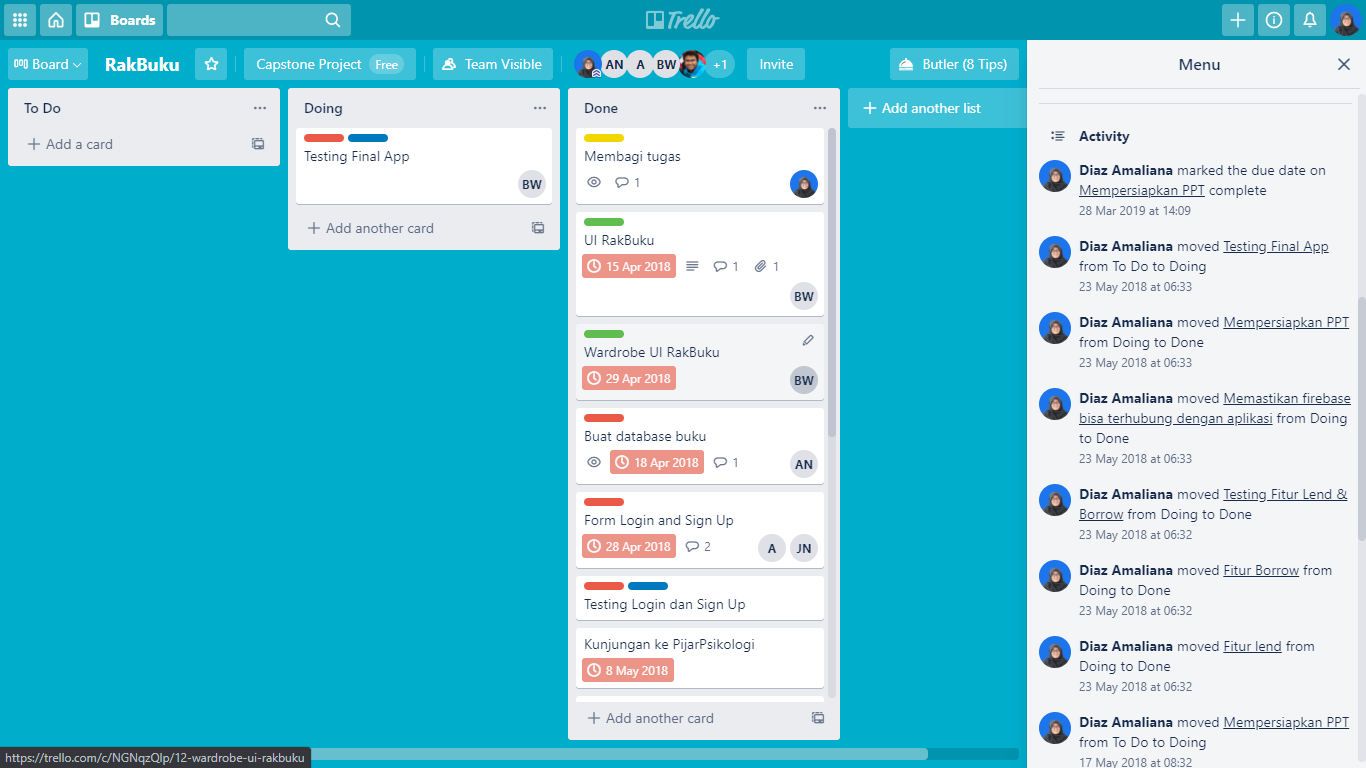 Boards
Trello
Board
RakBuku
Capstone Project Free
Team Visible
AN
A
BW
+1
Invite
Butler (8 Tips)
To Do
+ Add a card
Doing
Testing Final App
BW
+ Add another card
Done
Membagi tugas
1
UI RakBuku
15 Apr 2018
1
1
BW
Wardrobe UI RakBuku
29 Apr 2018
BW
Buat database buku
18 Apr 2018
1
AN
Form Login and Sign Up
28 Apr 2018
2
A
JN
Testing Login dan Sign Up
Kunjungan ke PijarPsikologi
8 May 2018
+ Add another card
+ Add another list
Menu
Activity
Diaz Amaliana marked the due date on
Mempersiapkan PPT complete
28 Mar 2019 at 14:09
Diaz Amaliana moved Testing Final App
from To Do to Doing
23 May 2018 at 06:33
Diaz Amaliana moved Mempersiapkan PPT
from Doing to Done
23 May 2018 at 06:33
Diaz Amaliana moved Memastikan firebase
bisa terhubung dengan aplikasi from Doing
to Done
23 May 2018 at 06:33
Diaz Amaliana moved Testing Fitur Lend &
Borrow from Doing to Done
23 May 2018 at 06:32
Diaz Amaliana moved Fitur Borrow from
Doing to Done
23 May 2018 at 06:32
Diaz Amaliana moved Fitur lend from
Doing to Done
23 May 2018 at 06:32
Diaz Amaliana moved Mempersiapkan PPT
from To Do to Doing
17 May 2018 at 08:32
https://trello.com/c/NGNqzQIp/12-wardrobe-ui-rakbuku